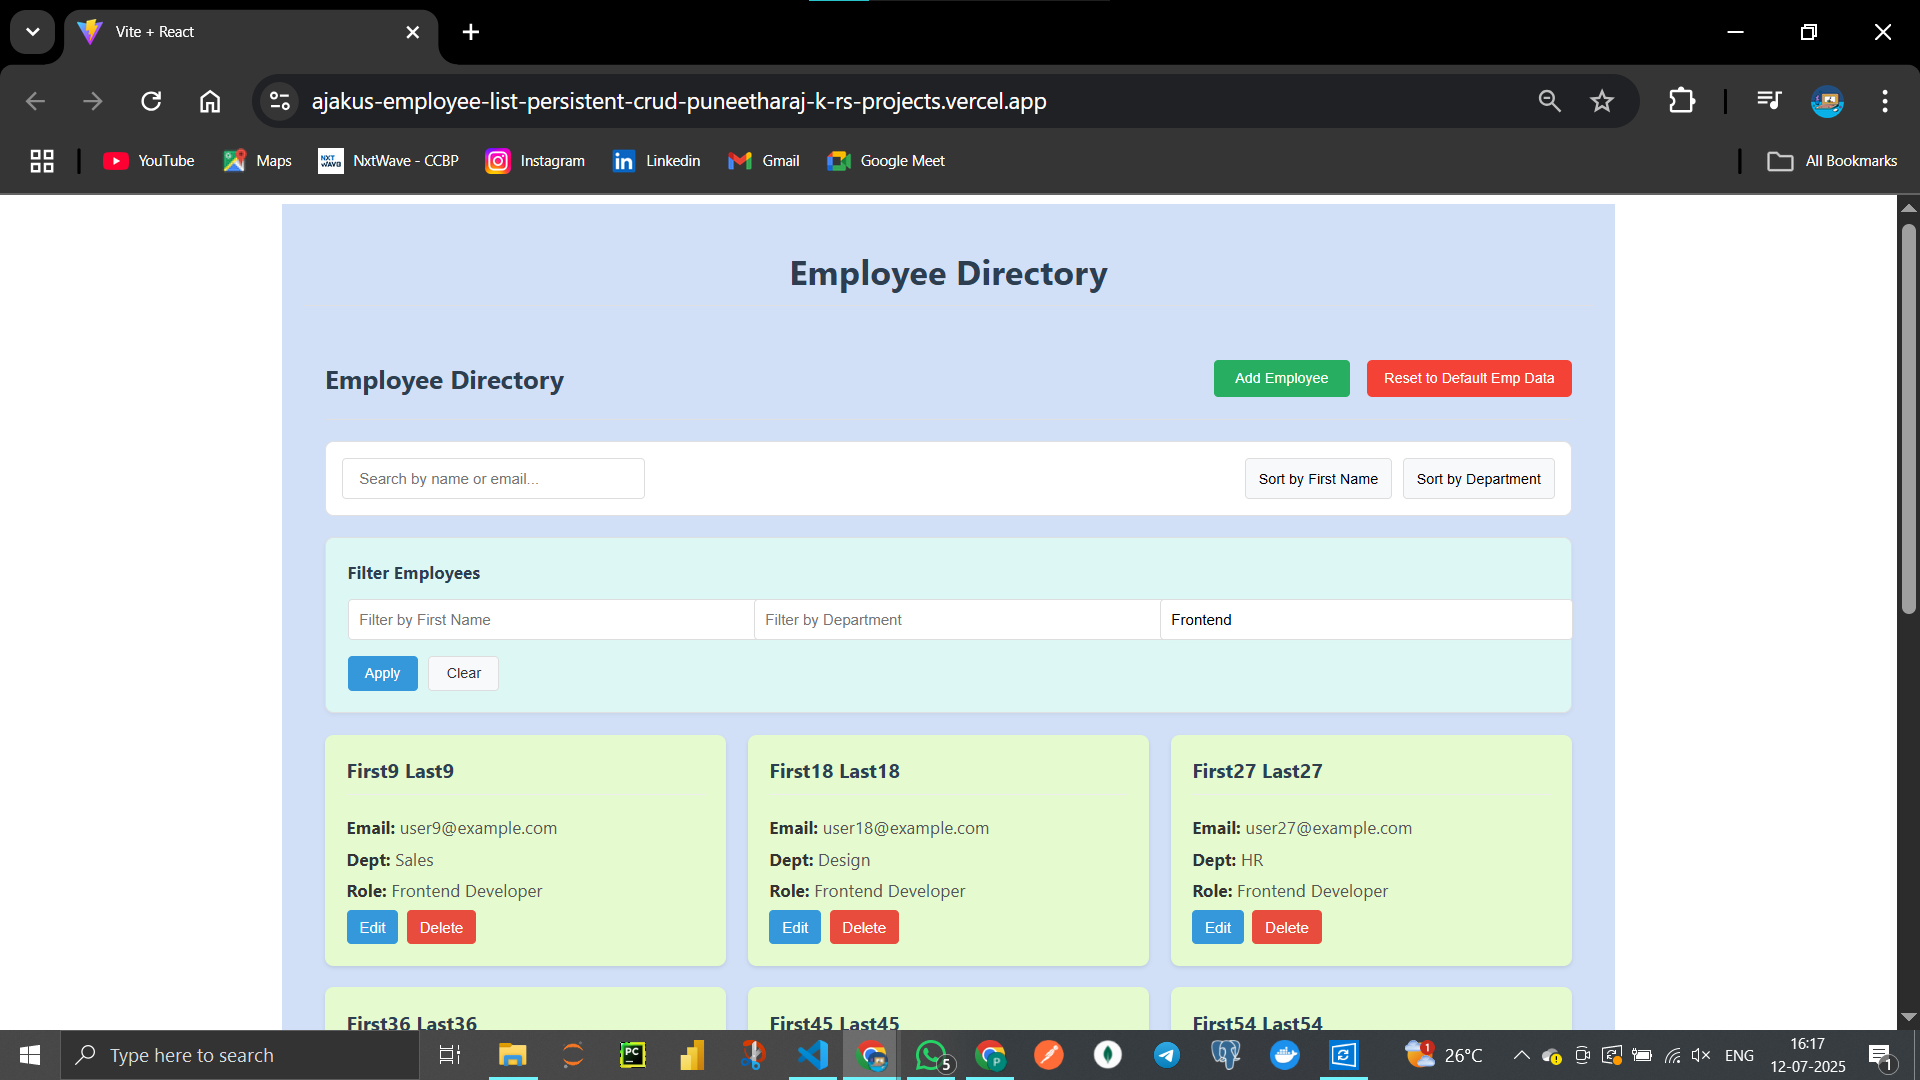 Vite + React
ajakus-employee-list-persistent-crud-puneetharaj-k-rs-projects.vercel.app
YouTube Maps NXT WAVE NxtWave - CCBP Instagram Linkedin Gmail Google Meet All Bookmarks
Employee Directory
Employee Directory Add Employee Reset to Default Emp Data
Search by name or email... Sort by First Name Sort by Department
Filter Employees
Filter by First Name Filter by Department Frontend
Apply Clear
First9 Last9 First18 Last18 First27 Last27
Email: user9@example.com Email: user18@example.com Email: user27@example.com
Dept: Sales Dept: Design Dept: HR
Role: Frontend Developer Role: Frontend Developer Role: Frontend Developer
Edit Delete Edit Delete Edit Delete
First36 Last36 First45 Last45 First54 Last54
Type here to search PC 5 P 1 26°C ENG 16:17
12-07-2025 1